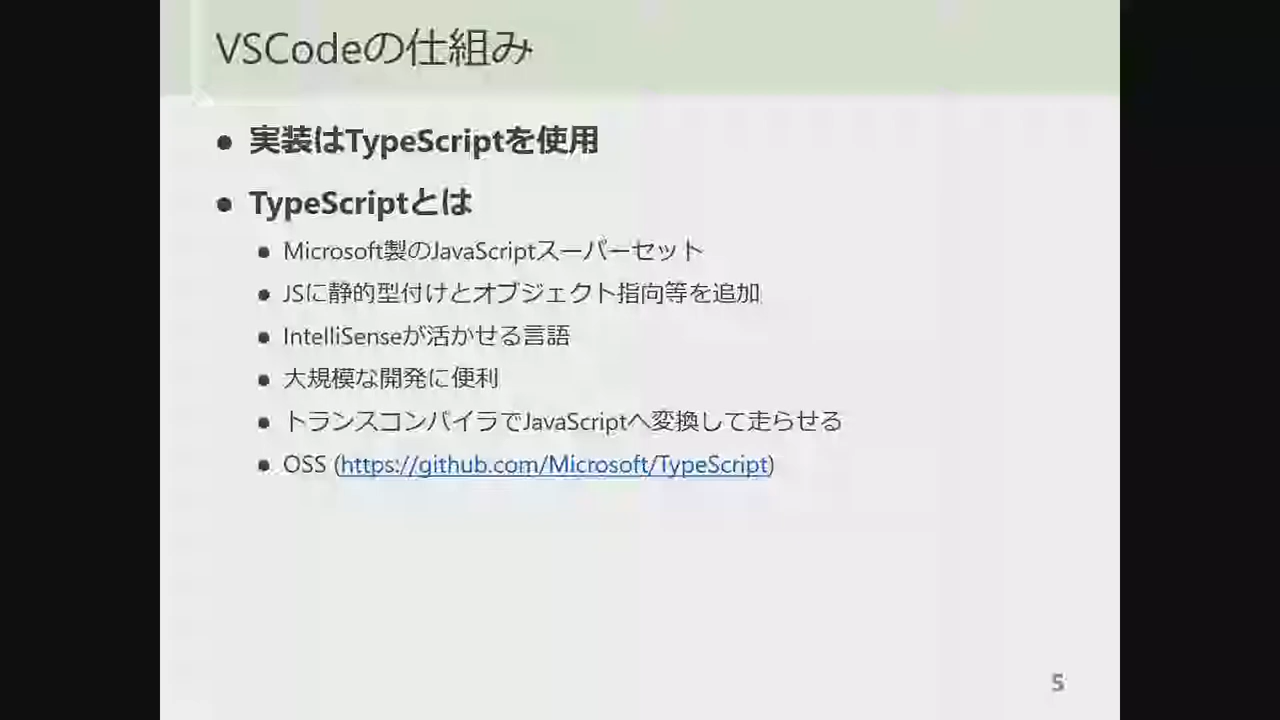 VSCodeの仕組み
● 実装はTypeScriptを使用
● TypeScriptとは
● Microsoft製のJavaScriptスーパーセット
● JSに静的型付けとオブジェクト指向等を追加
● IntelliSenseが活かせる言語
● 大規模な開発に便利
● トランスコンパイラでJavaScriptへ変換して走らせる
● OSS (https://github.com/Microsoft/TypeScript)
5